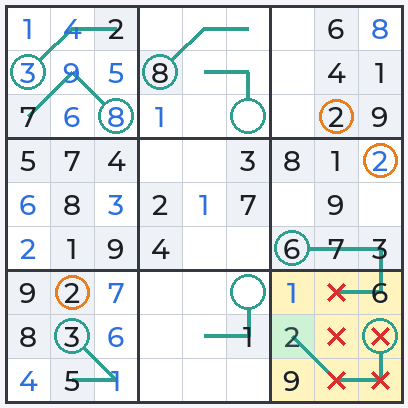 1 4 2 6 8
3 9 5 8 4 1
7 6 8 1 2 9
5 7 4 3 8 1 2
6 8 3 2 1 7 9
2 1 9 4 6 7 3
9 2 7 1 6
8 3 6 1 2
4 5 1 9